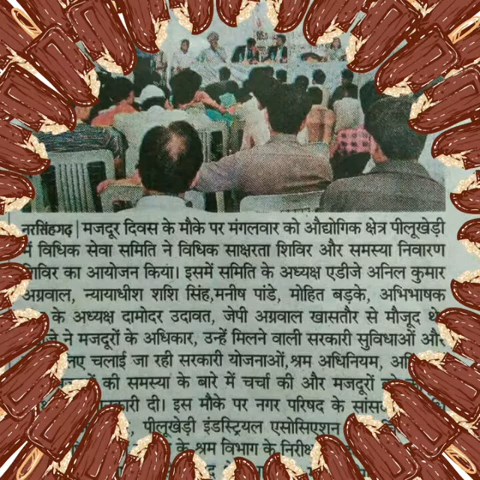 नरसिंहगढ़ | मजदूर दिवस के मौके पर मंगलवार को औद्योगिक क्षेत्र पीलूखेड़ी
में विधिक सेवा समिति ने विधिक साक्षरता शिविर और समस्या निवारण
शिविर का आयोजन किया। इसमें समिति के अध्यक्ष एडीजे अनिल कुमार
अग्रवाल, न्यायाधीश शशि सिंह,मनीष पांडे, मोहित बड़के, अभिभाषक
के अध्यक्ष दामोदर उदावत, जेपी अग्रवाल खासतौर से मौजूद थे
ने मजदूरों के अधिकार, उन्हें मिलने वाली सरकारी सुविधाओं और
चलाई जा रही सरकारी योजनाओं,श्रम अधिनियम,
की समस्या के बारे में चर्चा की और मजदूरों
दी। इस मौके पर नगर परिषद के
पीलूखेड़ी इंडस्ट्रियल एसोसिएशन
के श्रम विभाग के